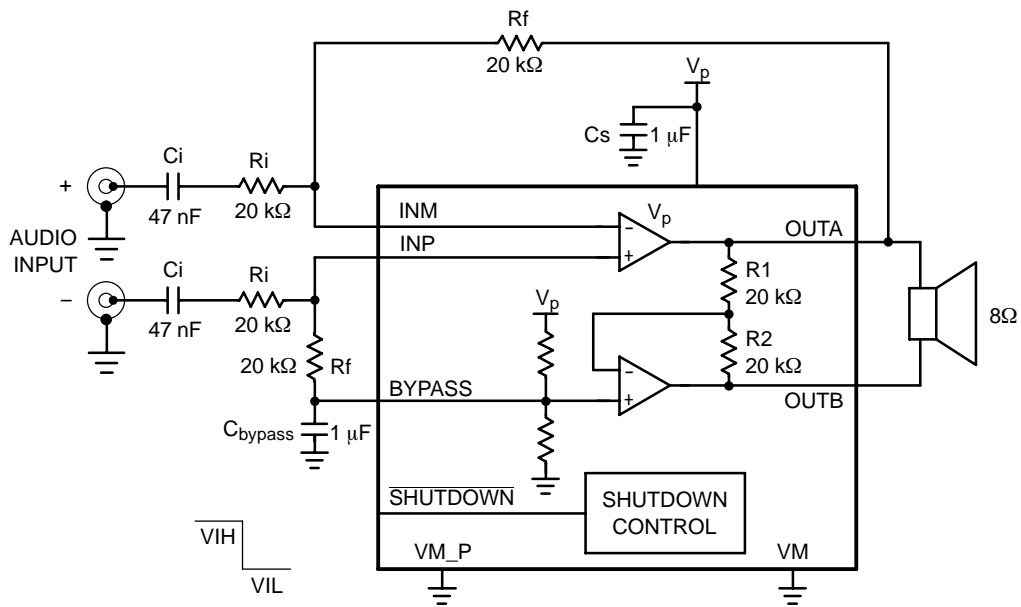 Rf
20 kΩ
Vp
Cs
1 μF
Ci
Ri
+
47 nF
20 kΩ
AUDIO
INPUT
INM
INP
Vp
−
+
OUTA
R1
20 kΩ
Ci
Ri
−
47 nF
20 kΩ
Vp
R2
20 kΩ
8Ω
20 kΩ
Rf
BYPASS
−
+
OUTB
Cbypass
1 μF
SHUTDOWN
SHUTDOWN
CONTROL
VIH
VIL
VM_P
VM